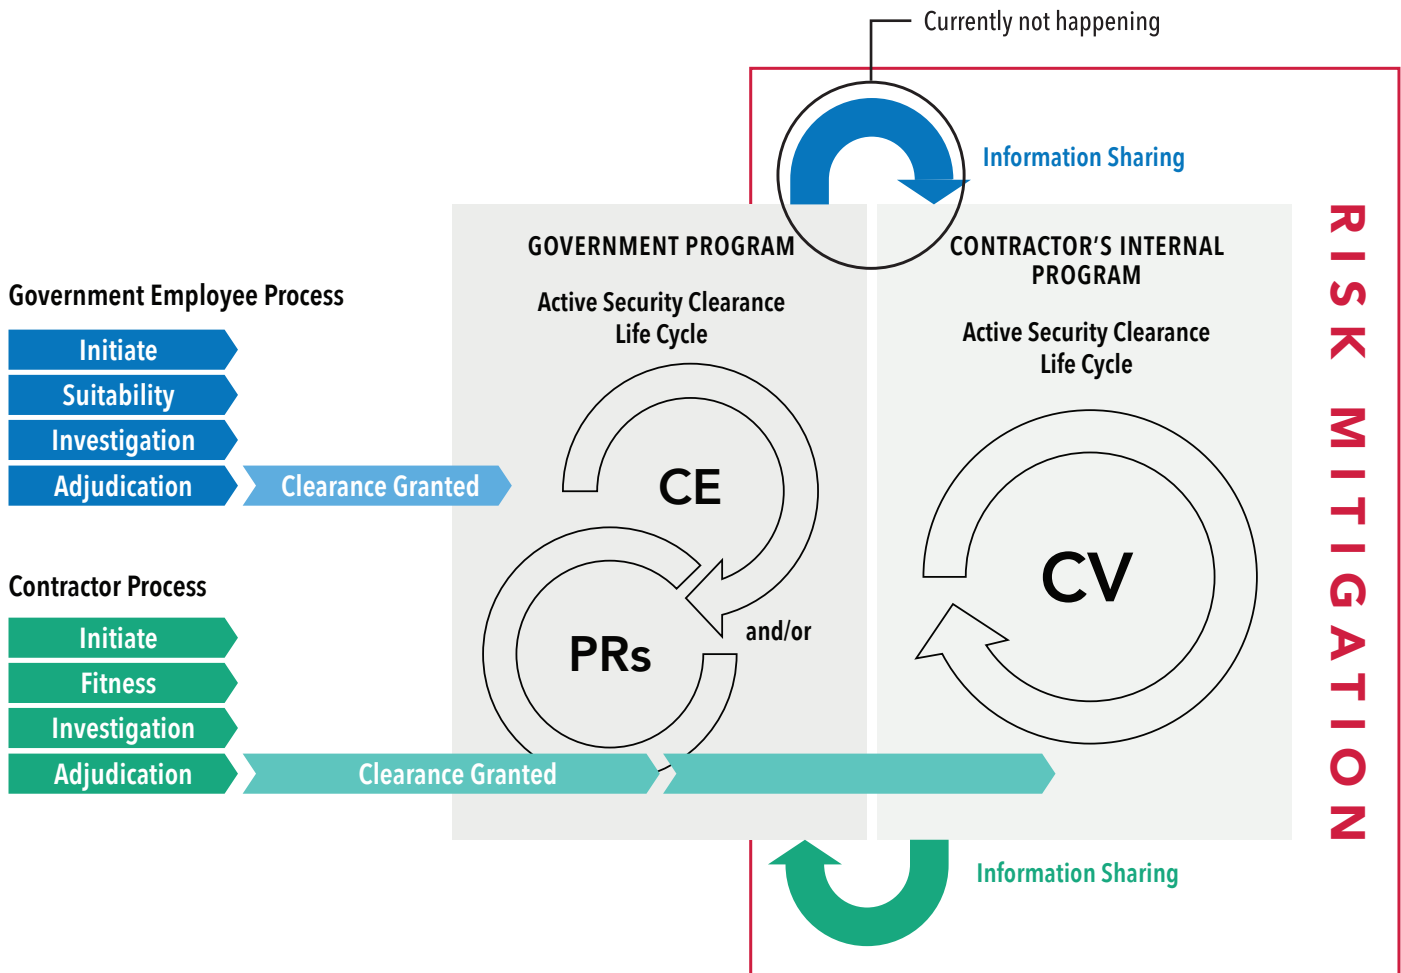 Currently not happening
Information Sharing
GOVERNMENT PROGRAM
Active Security Clearance
Life Cycle
CONTRACTOR'S INTERNAL
PROGRAM
Active Security Clearance
Life Cycle
Government Employee Process
Initiate
Suitability
Investigation
Adjudication
Clearance Granted
CE
PRs
and/or
CV
Contractor Process
Initiate
Fitness
Investigation
Adjudication
Clearance Granted
Information Sharing
RISK MITIGATION